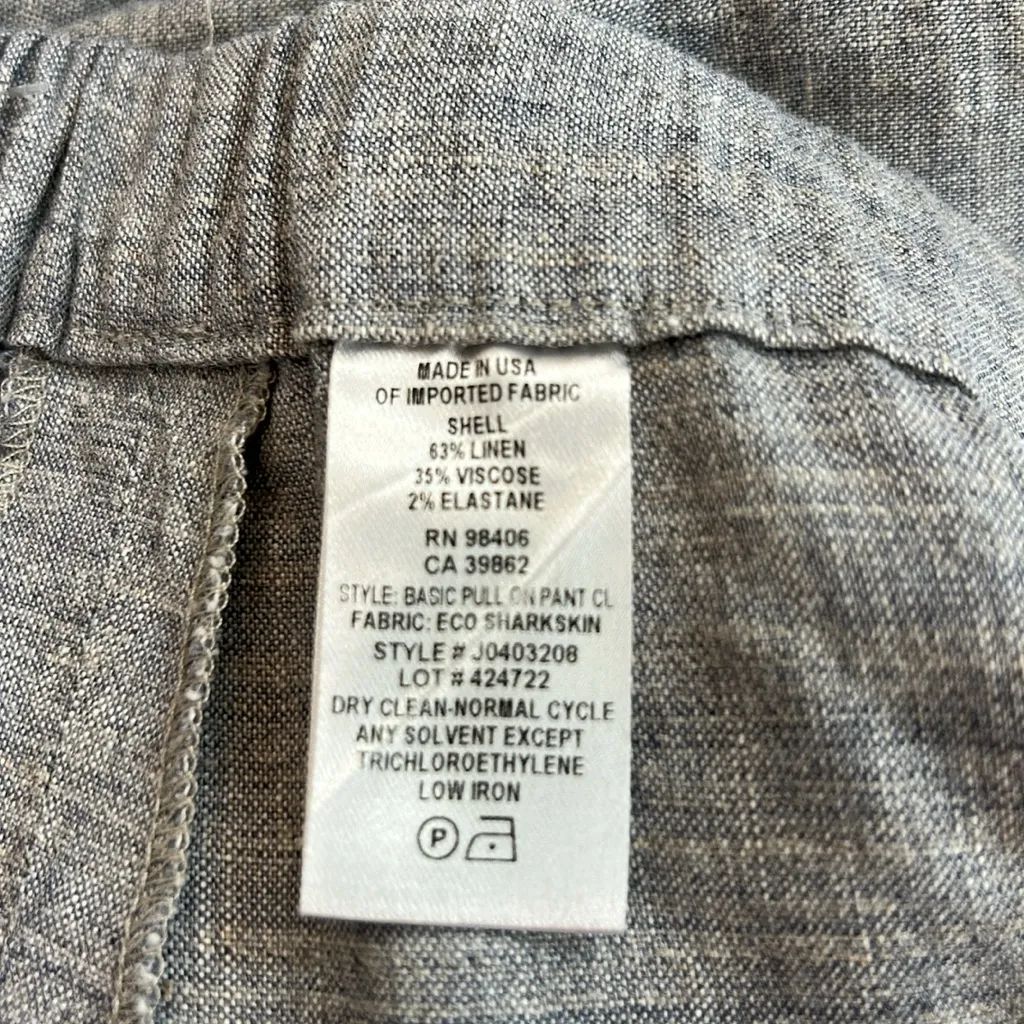 MADE IN USA
OF IMPORTED FABRIC
SHELL
63% LINEN
35% VISCOSE
2% ELASTANE
RN 98406
CA 39862
STYLE: BASIC PULL ON PANT CL
FABRIC: ECO SHARKSKIN
STYLE # J0403208
LOT # 424722
DRY CLEAN-NORMAL CYCLE
ANY SOLVENT EXCEPT
TRICHLOROETHYLENE
LOW IRON
P